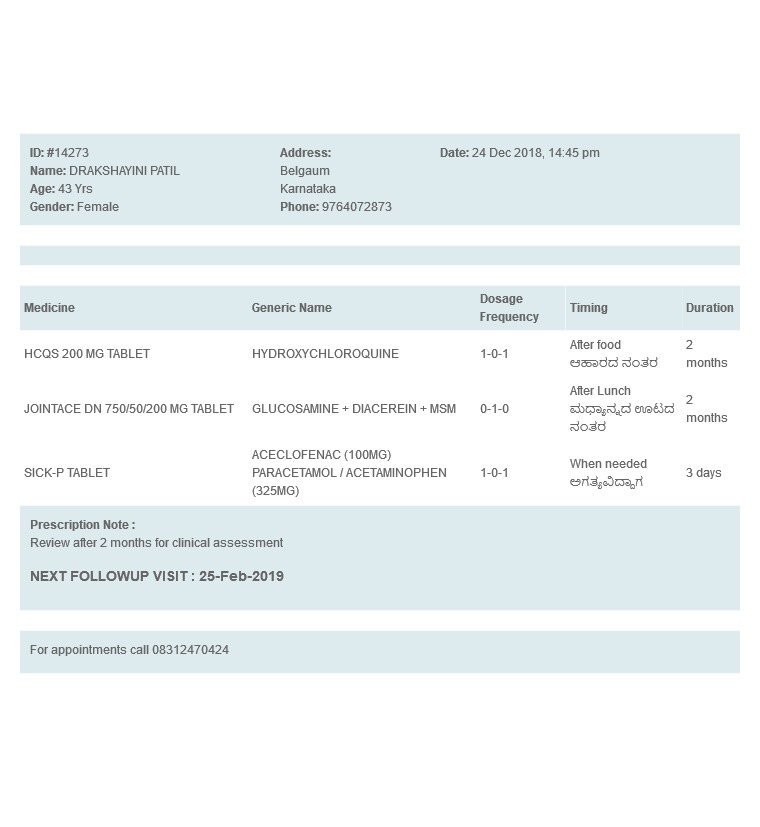 ID: #14273
Name: DRAKSHAYINI PATIL
Age: 43 Yrs
Gender: Female
Address:
Belgaum
Karnataka
Phone: 9764072873
Date: 24 Dec 2018, 14:45 pm
Medicine
Generic Name
Dosage
Frequency
Timing
Duration
HCQS 200 MG TABLET
HYDROXYCHLOROQUINE
1-0-1
After food
ಆಹಾರದ ನಂತರ
2
months
JOINTACE DN 750/50/200 MG TABLET
GLUCOSAMINE + DIACEREIN + MSM
0-1-0
After Lunch
ಮಧ್ಯಾನ್ನದ ಊಟದ
ನಂತರ
2
months
SICK-P TABLET
ACECLOFENAC (100MG)
PARACETAMOL / ACETAMINOPHEN
(325MG)
1-0-1
When needed
ಅಗತ್ಯವಿದ್ದಾಗ
3 days
Prescription Note :
Review after 2 months for clinical assessment
NEXT FOLLOWUP VISIT : 25-Feb-2019
For appointments call 08312470424